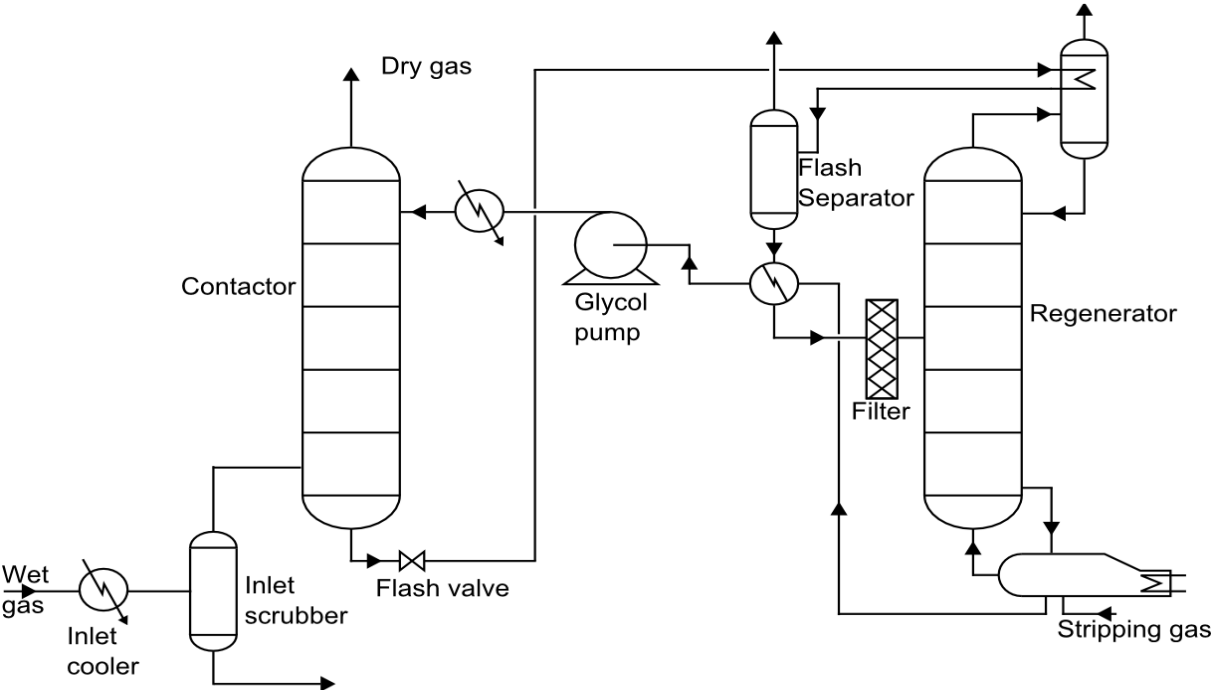 Dry gas
Flash
Separator
Contactor
Glycol
pump
Regenerator
Filter
Wet
gas
Flash valve
Inlet
scrubber
Inlet
cooler
Stripping gas